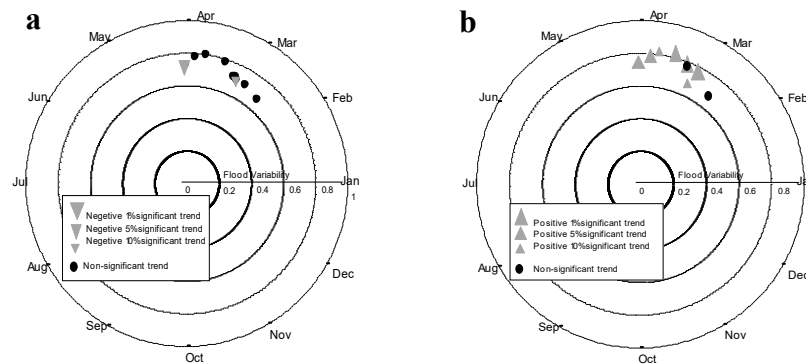 a
Apr
May
Mar
Jun
Feb
Flood Variability
Jul
Jan
0
0.2
0.4
0.6
0.8
1
Negetive 1%significant trend
Negetive 5%significant trend
Negetive 10%significant trend
Non-significant trend
Aug
Dec
Sep
Nov
Oct
b
Apr
May
Mar
Jun
Feb
Flood Variability
Jul
Jan
0
0.2
0.4
0.6
0.8
1
Positive 1%significant trend
Positive 5%significant trend
Positive 10%significant trend
Non-significant trend
Aug
Dec
Sep
Nov
Oct